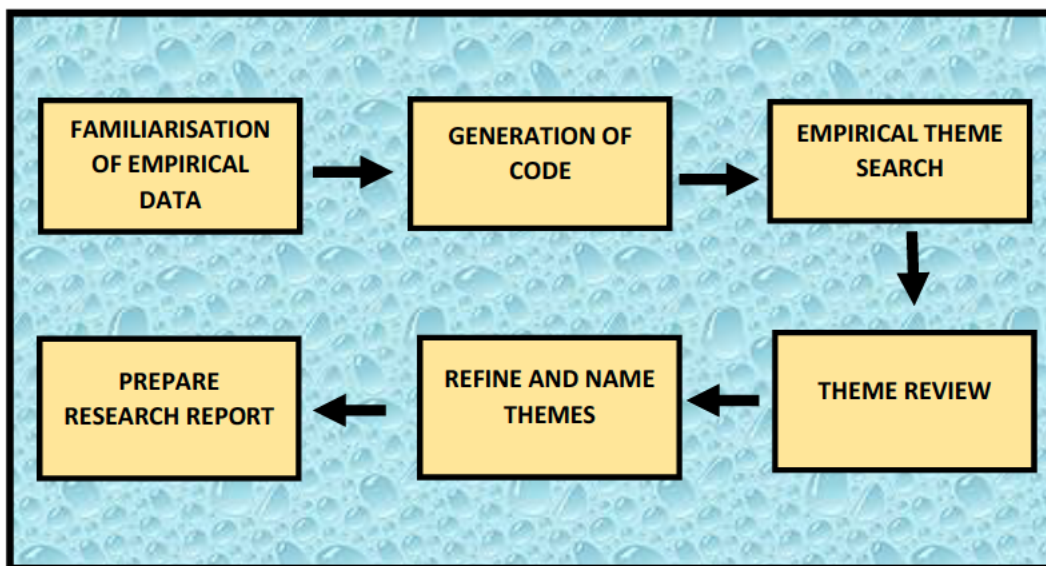 FAMILIARISATION
OF EMPIRICAL
DATA
GENERATION OF
CODE
EMPIRICAL THEME
SEARCH
THEME REVIEW
REFINE AND NAME
THEMES
PREPARE
RESEARCH REPORT